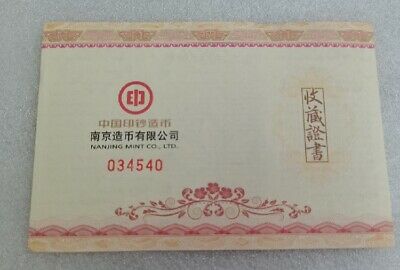 印
中国印钞造币
南京造币有限公司
NANJING MINT CO., LTD.
034540
收藏證書